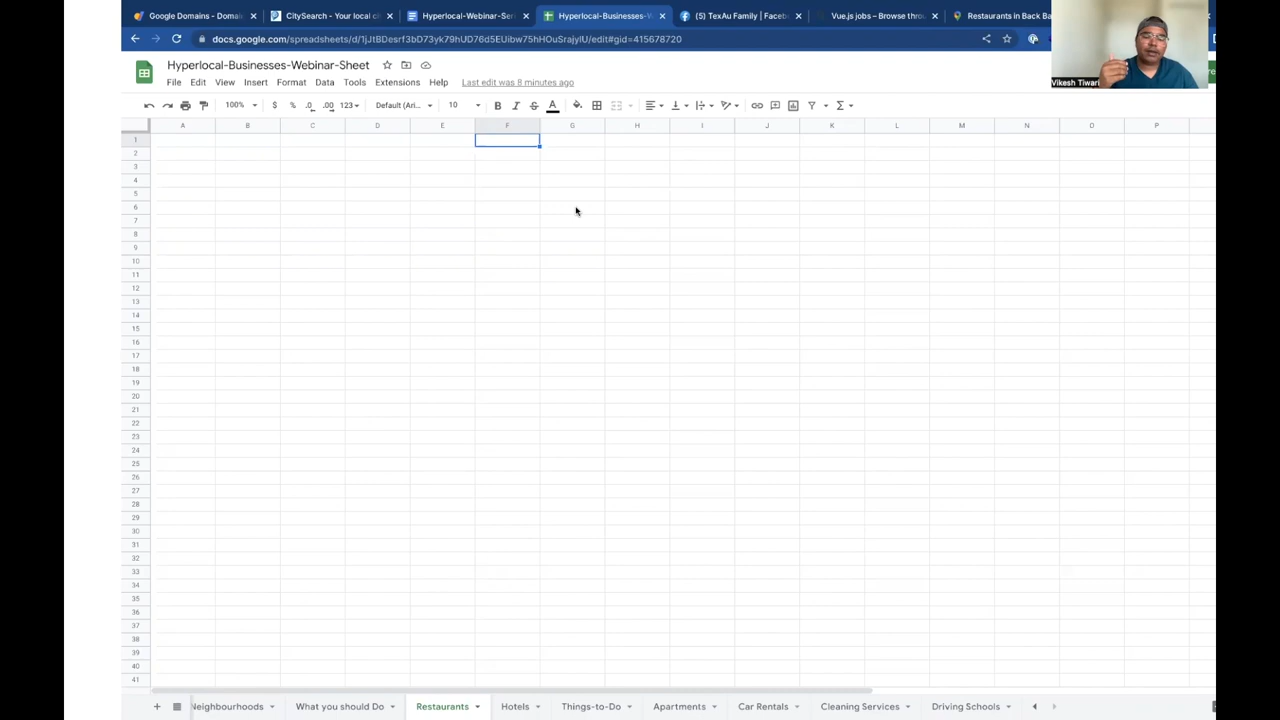 Google Domains - Domai
CitySearch - Your local ci
Hyperlocal-Webinar-Seri
Hyperlocal-Businesses-W
(5) TexAu Family | Faceb
Vue.js jobs – Browse throu
Restaurants in Back Ba
docs.google.com/spreadsheets/d/1jJtBDesrf3bD73yk79hUD76d5EUibw75hHOuSrajyIU/edit#gid=415678720
Hyperlocal-Businesses-Webinar-Sheet
File Edit View Insert Format Data Tools Extensions Help Last edit was 8 minutes ago
Vikesh Tiwari
100% $ % .0 .00 123 Default (Ari... 10 B I S A
A B C D E F G H I J K L M N O P
1
2
3
4
5
6
7
8
9
10
11
12
13
14
15
16
17
18
19
20
21
22
23
24
25
26
27
28
29
30
31
32
33
34
35
36
37
38
39
40
41
Neighbourhoods What you should Do Restaurants Hotels Things-to-Do Apartments Car Rentals Cleaning Services Driving Schools